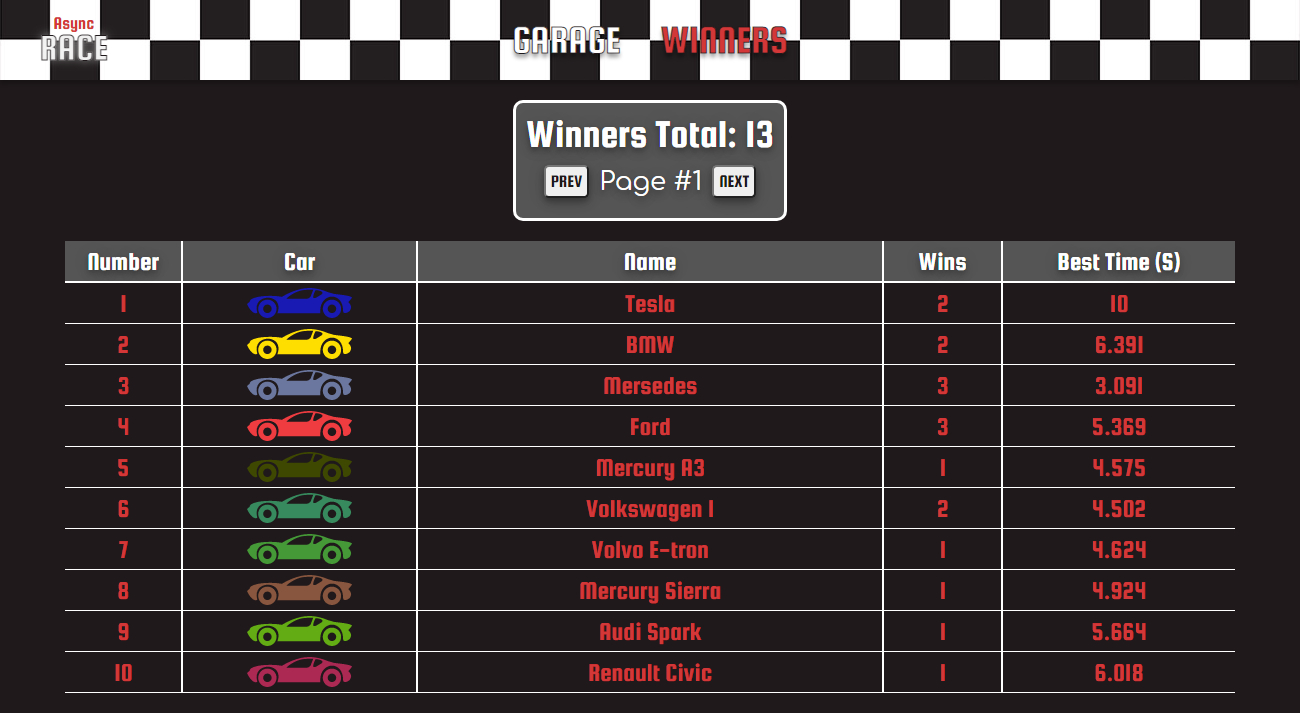 Async
RACE
GARAGE WINNERS
Winners Total: 13
PREV Page #1 NEXT
Number Car Name Wins Best Time (S)
1 Tesla 2 10
2 BMW 2 6.391
3 Mersedes 3 3.091
4 Ford 3 5.369
5 Mercury A3 1 4.575
6 Volkswagen I 2 4.502
7 Volvo E-tron 1 4.624
8 Mercury Sierra 1 4.924
9 Audi Spark 1 5.664
10 Renault Civic 1 6.018